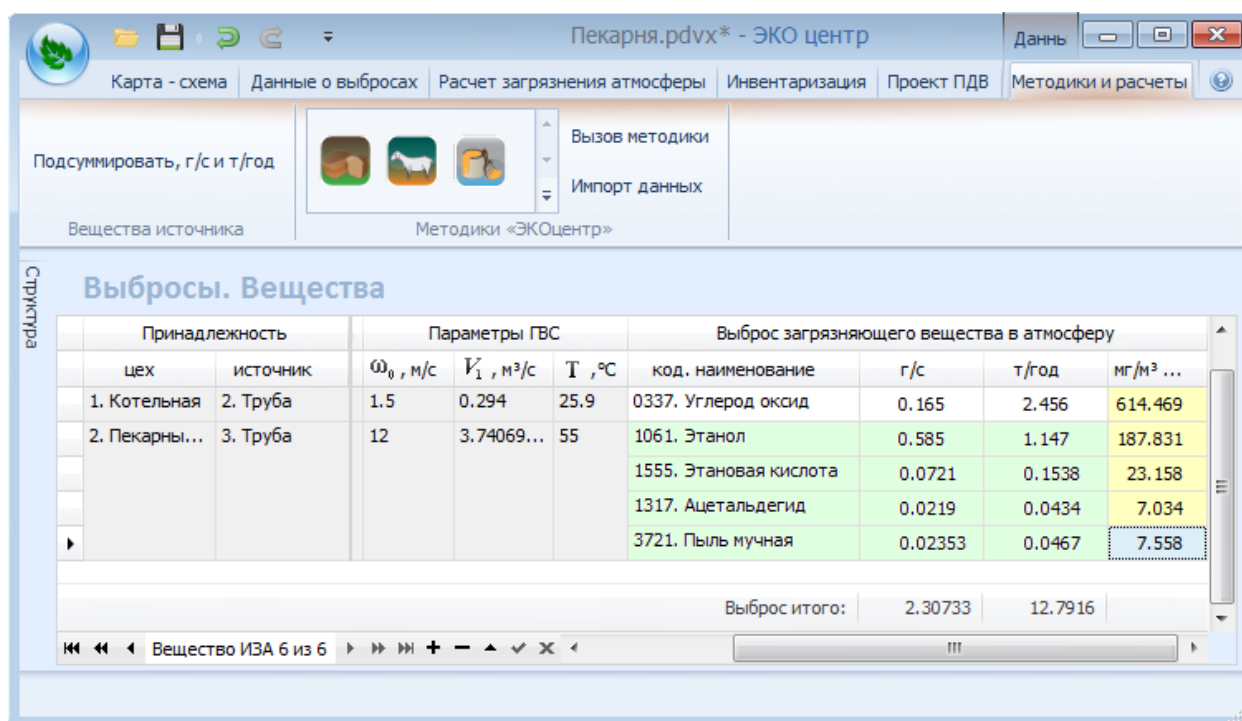 Пекарня.pdvx* - ЭКО центр
Данны
Карта - схема Данные о выбросах Расчет загрязнения атмосферы Инвентаризация Проект ПДВ Методики и расчеты
Подсуммировать, г/с и т/год
Вызов методики
Импорт данных
Вещества источника
Методики «ЭКОцентр»
Структура
Выбросы. Вещества
Принадлежность Параметры ГВС Выброс загрязняющего вещества в атмосферу
цех источник ω₀ , м/с V₁ , м³/с T ,°С код. наименование г/с т/год мг/м³ ...
1. Котельная 2. Труба 1.5 0.294 25.9 0337. Углерод оксид 0.165 2.456 614.469
2. Пекарны... 3. Труба 12 3.74069... 55 1061. Этанол 0.585 1.147 187.831
1555. Этановая кислота 0.0721 0.1538 23.158
1317. Ацетальдегид 0.0219 0.0434 7.034
3721. Пыль мучная 0.02353 0.0467 7.558
Выброс итого: 2.30733 12.7916
Вещество ИЗА 6 из 6